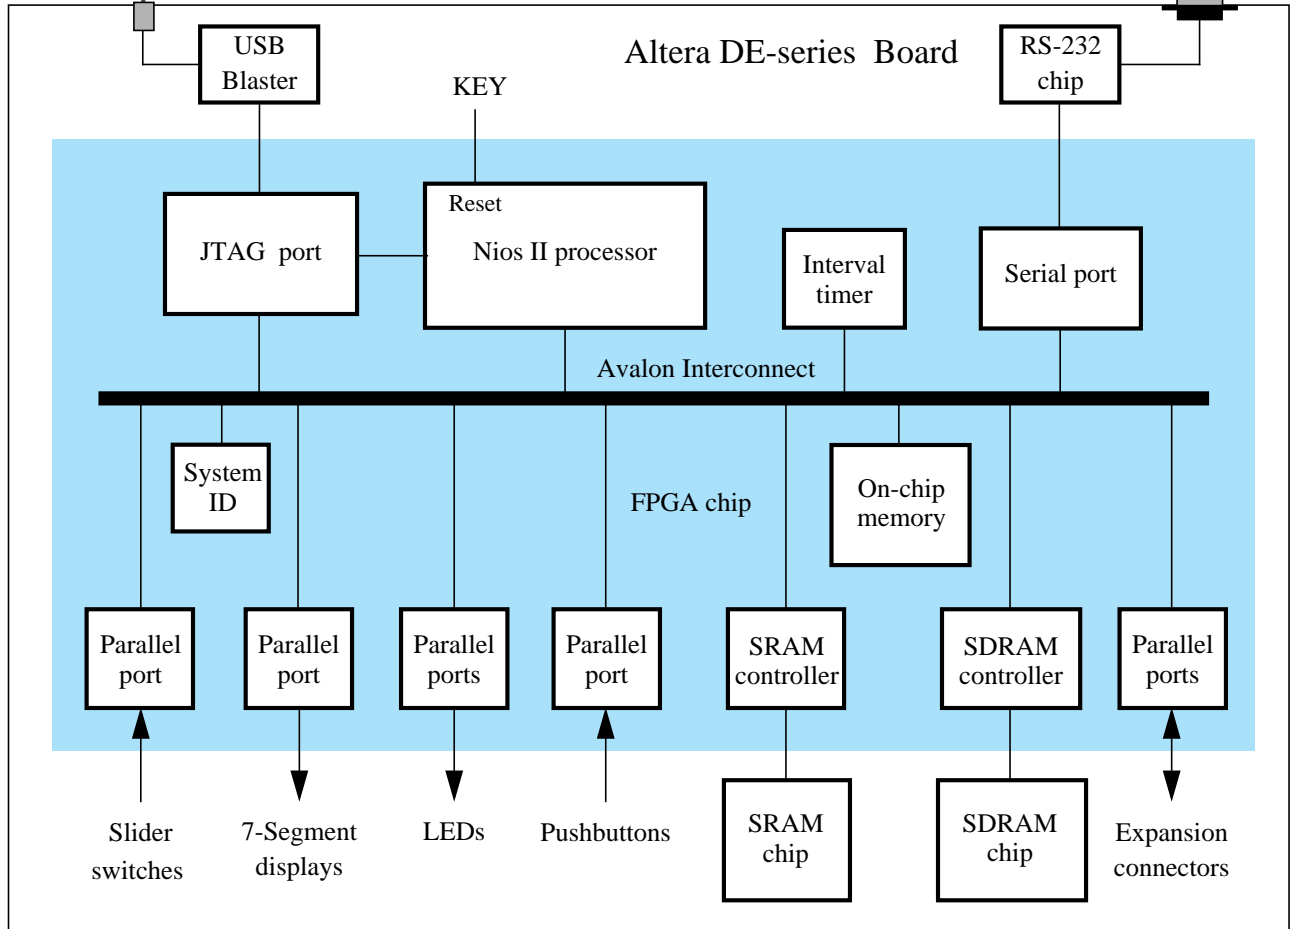 USB
Blaster
Altera DE-series Board
RS-232
chip
KEY
Reset
JTAG port
Nios II processor
Interval
timer
Serial port
Avalon Interconnect
System
ID
FPGA chip
On-chip
memory
Parallel
port
Parallel
port
Parallel
ports
Parallel
port
SRAM
controller
SDRAM
controller
Parallel
ports
Slider
switches
7-Segment
displays
LEDs
Pushbuttons
SRAM
chip
SDRAM
chip
Expansion
connectors